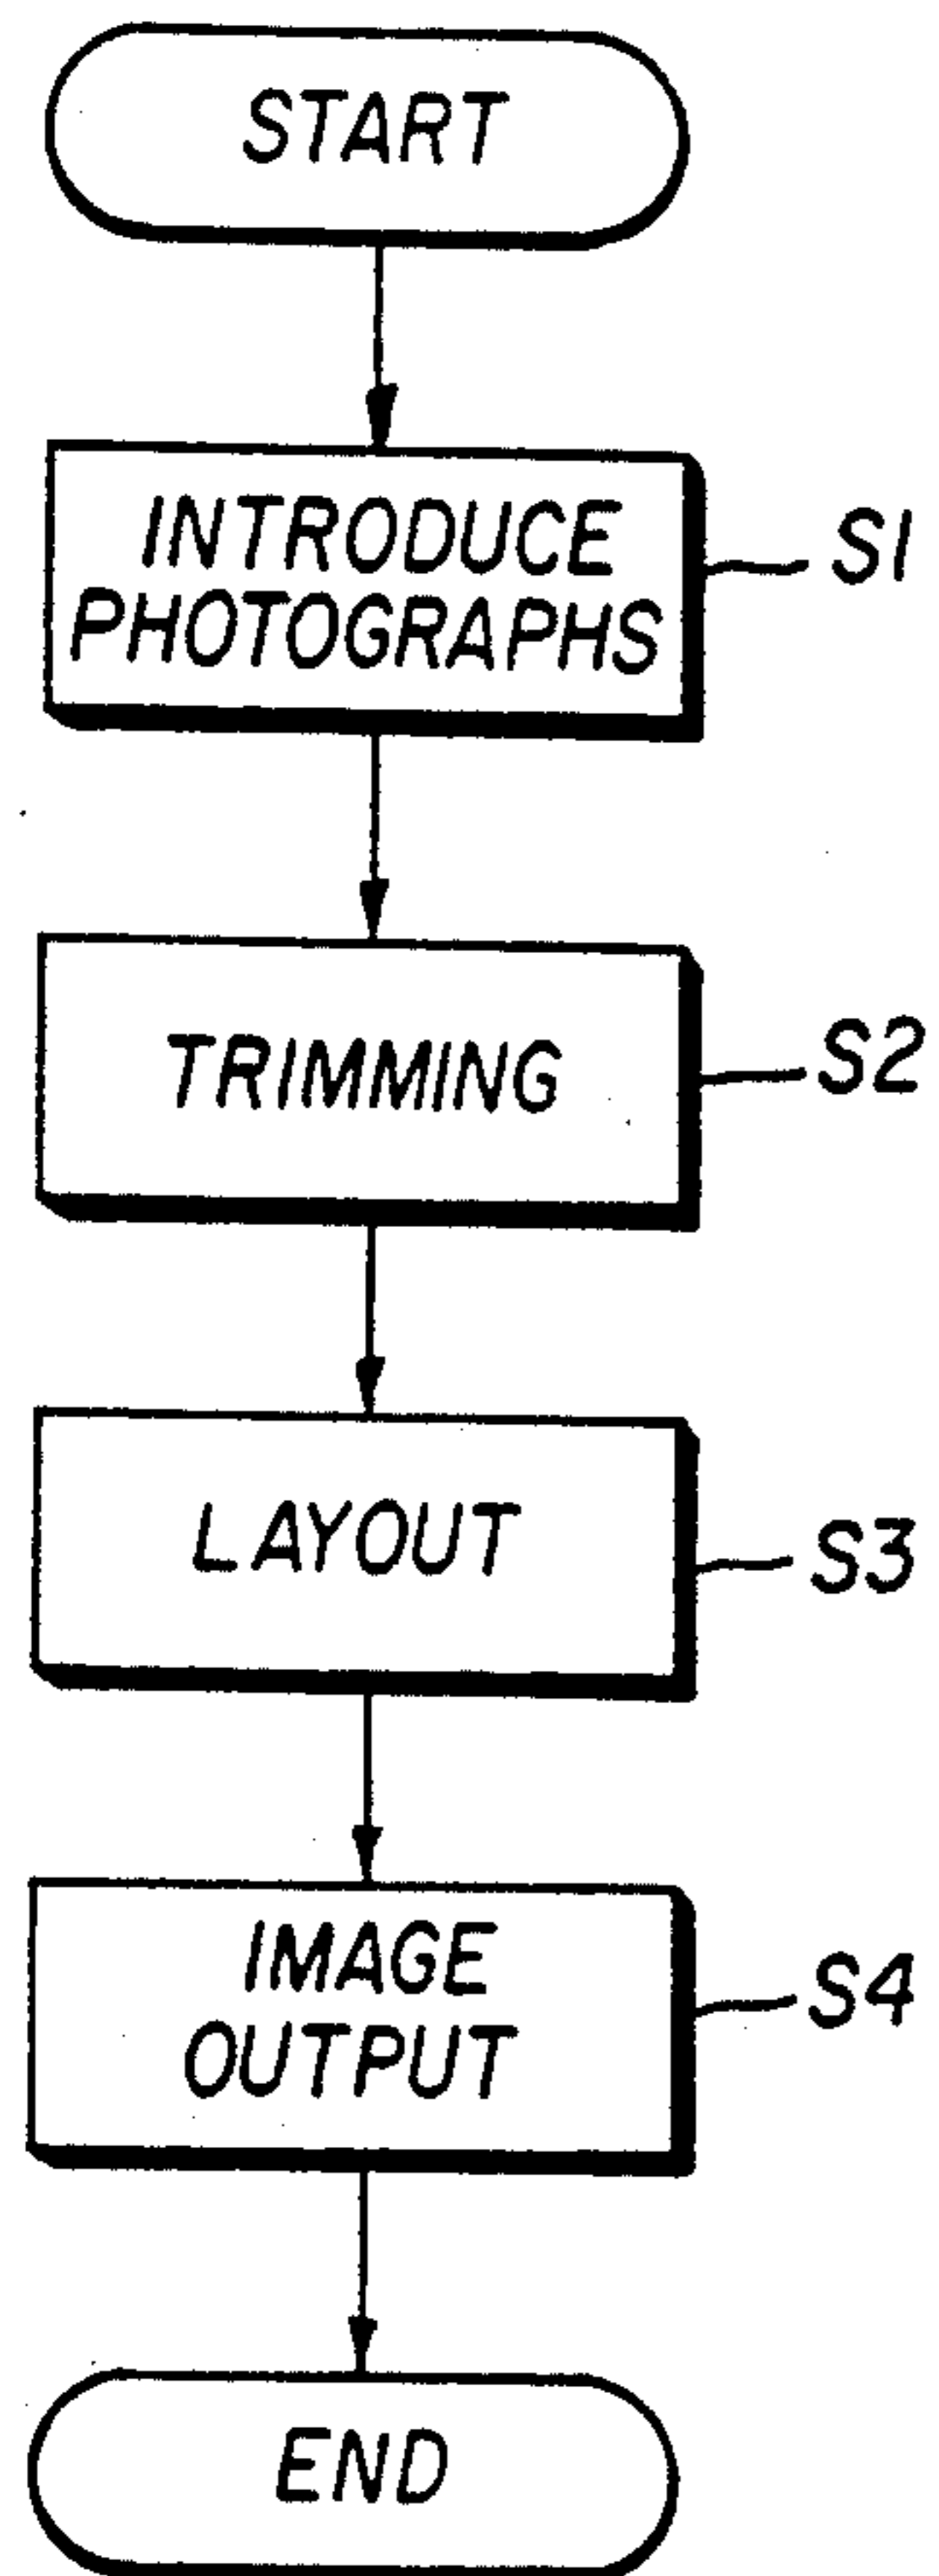 START
INTRODUCE
PHOTOGRAPHS
S1
TRIMMING
S2
LAYOUT
S3
IMAGE
OUTPUT
S4
END